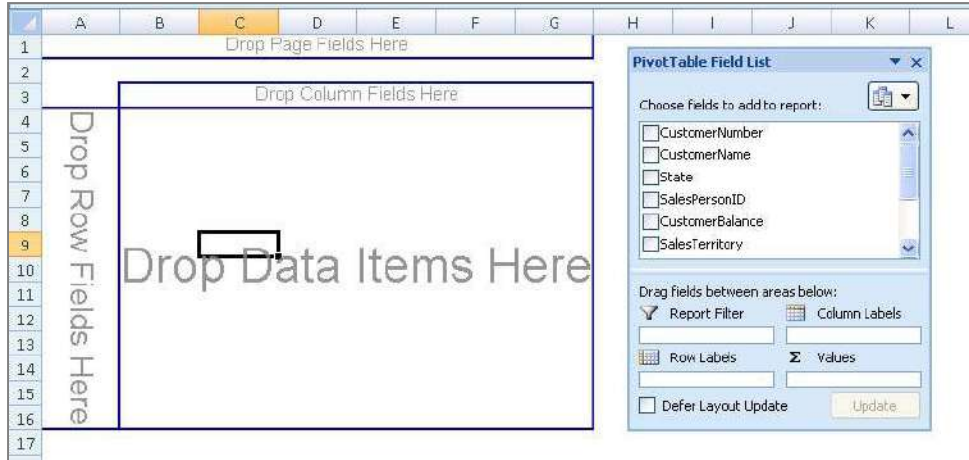 A B C D E F G H I J K L
1
Drop Page Fields Here
2
3
Drop Column Fields Here
4
5
6
7
8
9
10
11
12
13
14
15
16
17
Drop Row Fields Here
Drop Data Items Here
PivotTable Field List
Choose fields to add to report:
CustomerNumber
CustomerName
State
SalesPersonID
CustomerBalance
SalesTerritory
Drag fields between areas below:
Report Filter
Column Labels
Row Labels
Σ Values
Defer Layout Update
Update